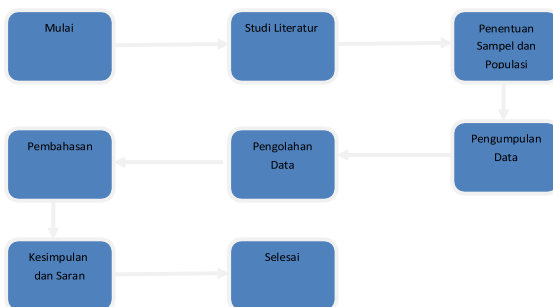 Mulai
Studi Literatur
Penentuan
Sampel dan
Populasi
Pengumpulan
Data
Pengolahan
Data
Pembahasan
Kesimpulan
dan Saran
Selesai